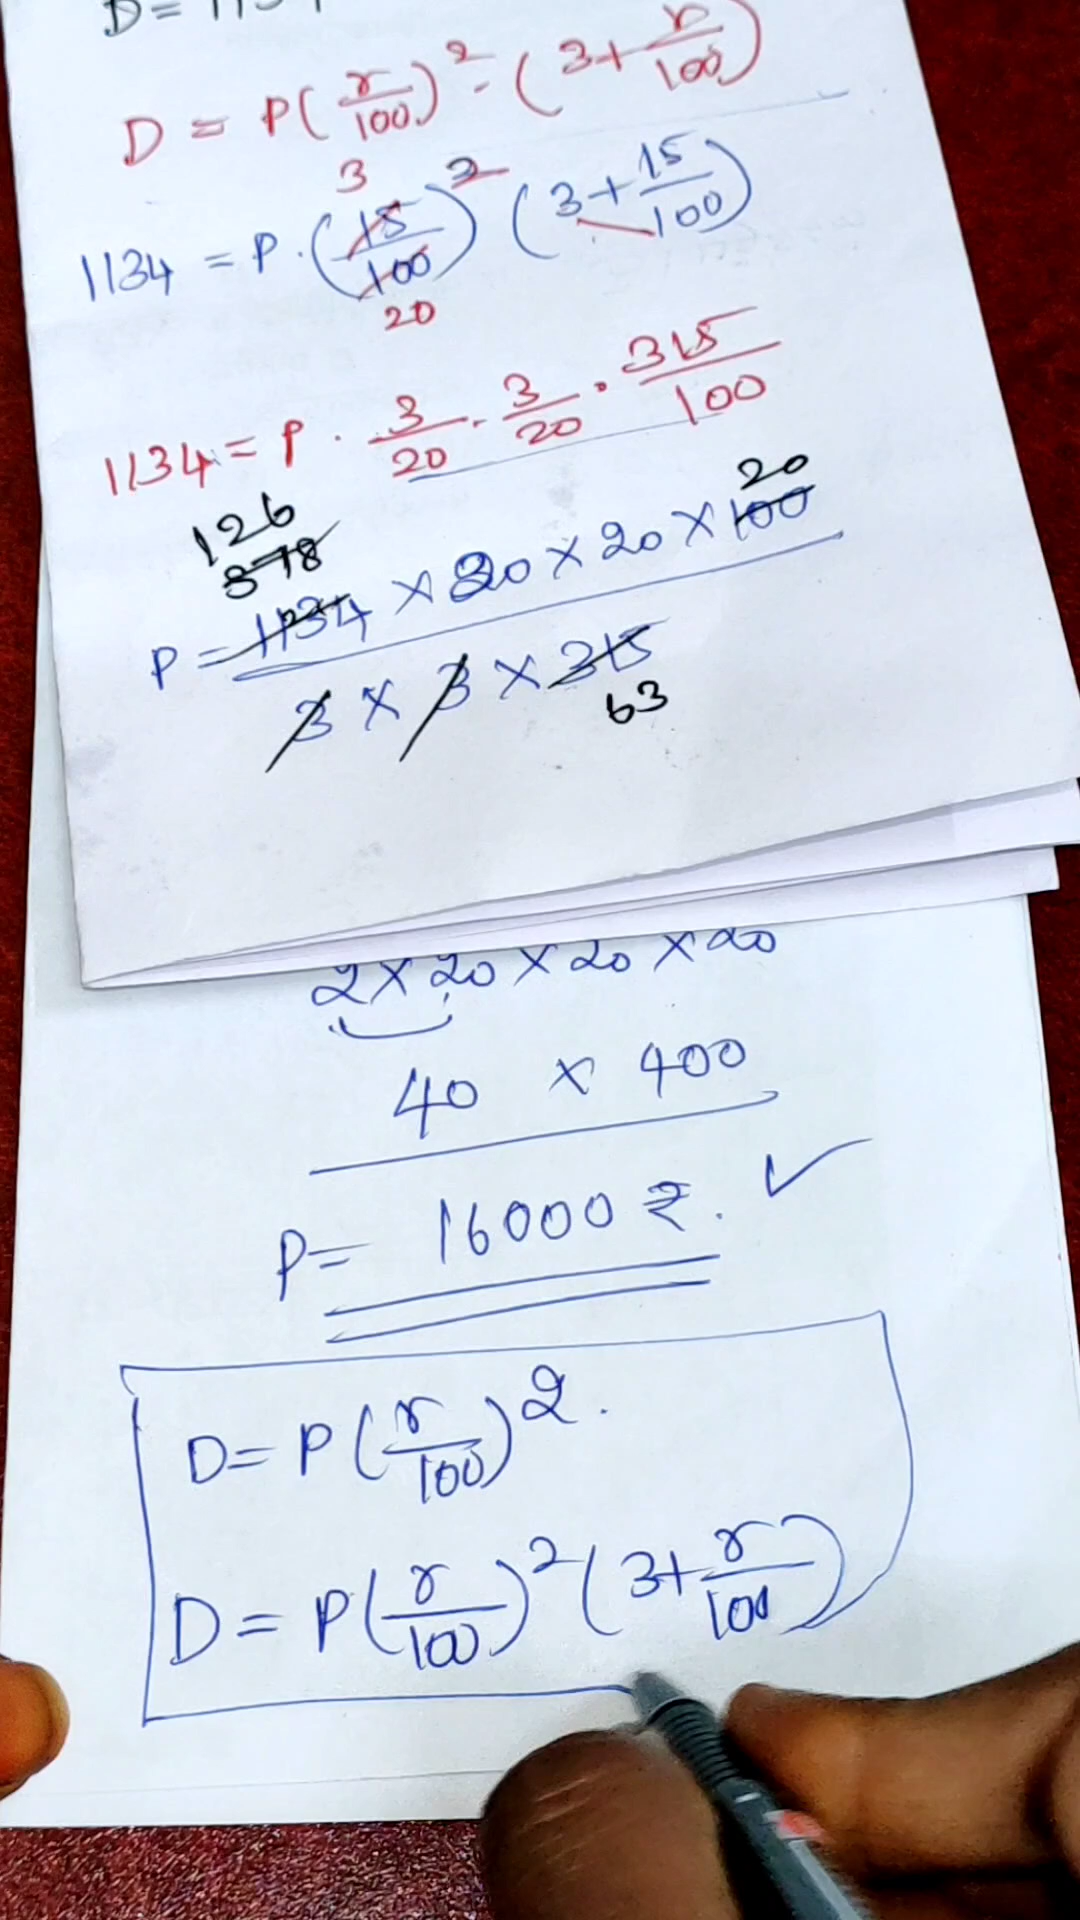 D = P(r/100)² · (3+r/100)
1134 = P · (15/100)² (3+15/100)
3
20
1134 = P · 3/20 · 3/20 · 315/100
126
378
20
P = 1134 × 20 × 20 × 100
3 × 3 × 315
63
2 × 20 × 20 × 20
40 × 400
P = 16000 ₹. ✓
D = P(r/100)².
D = P(r/100)²(3+r/100)